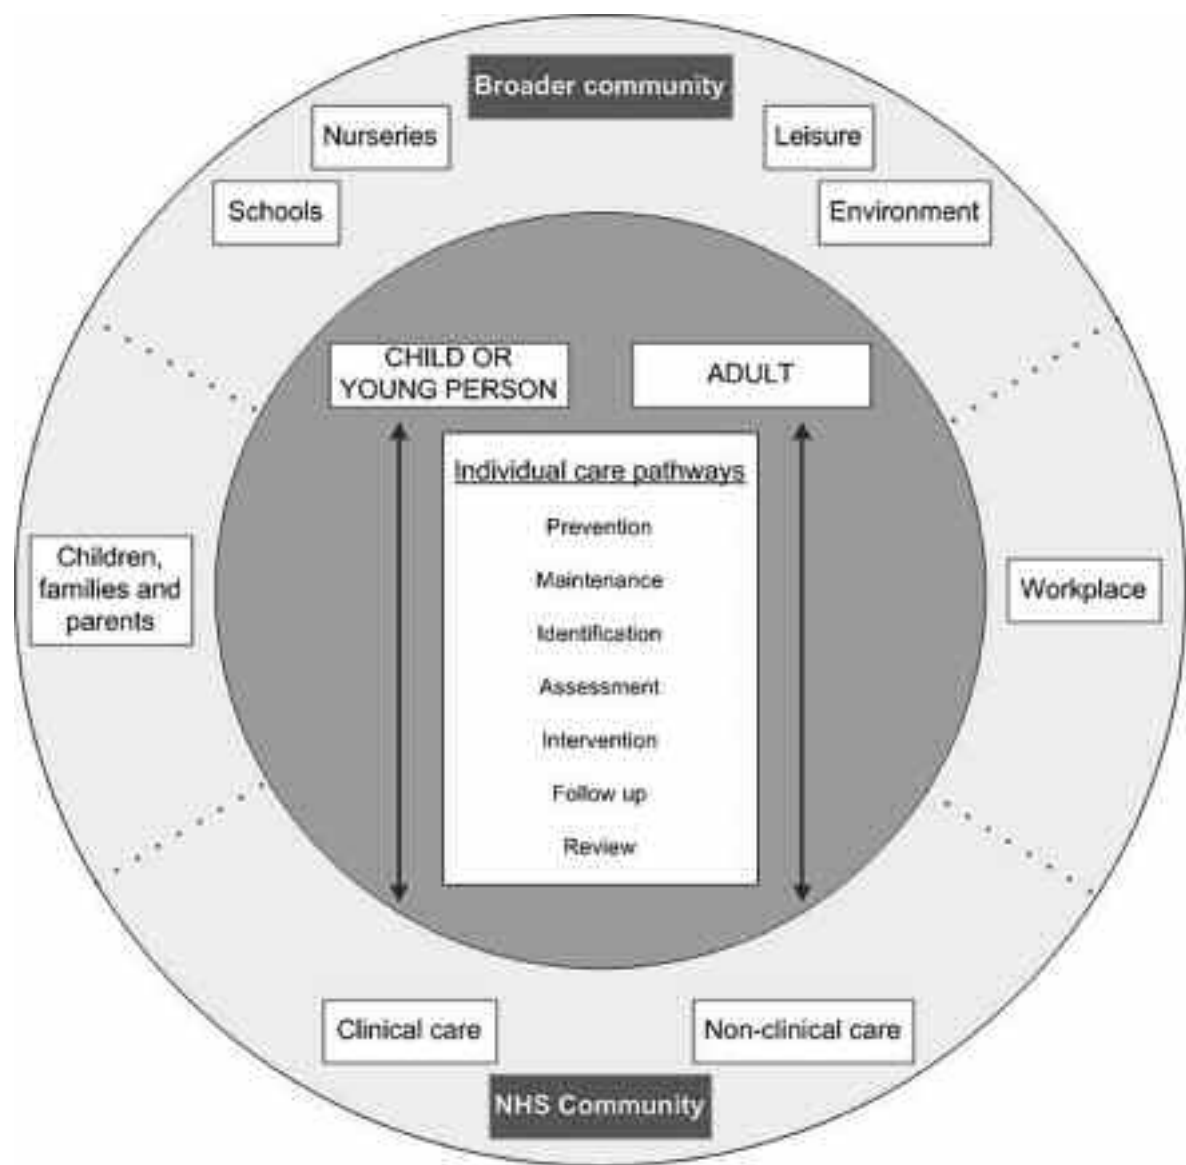 Broader community
Nurseries
Leisure
Schools
Environment
CHILD OR
YOUNG PERSON
ADULT
Individual care pathways
Prevention
Maintenance
Identification
Assessment
Intervention
Follow up
Review
Children,
families and
parents
Workplace
Clinical care
Non-clinical care
NHS Community